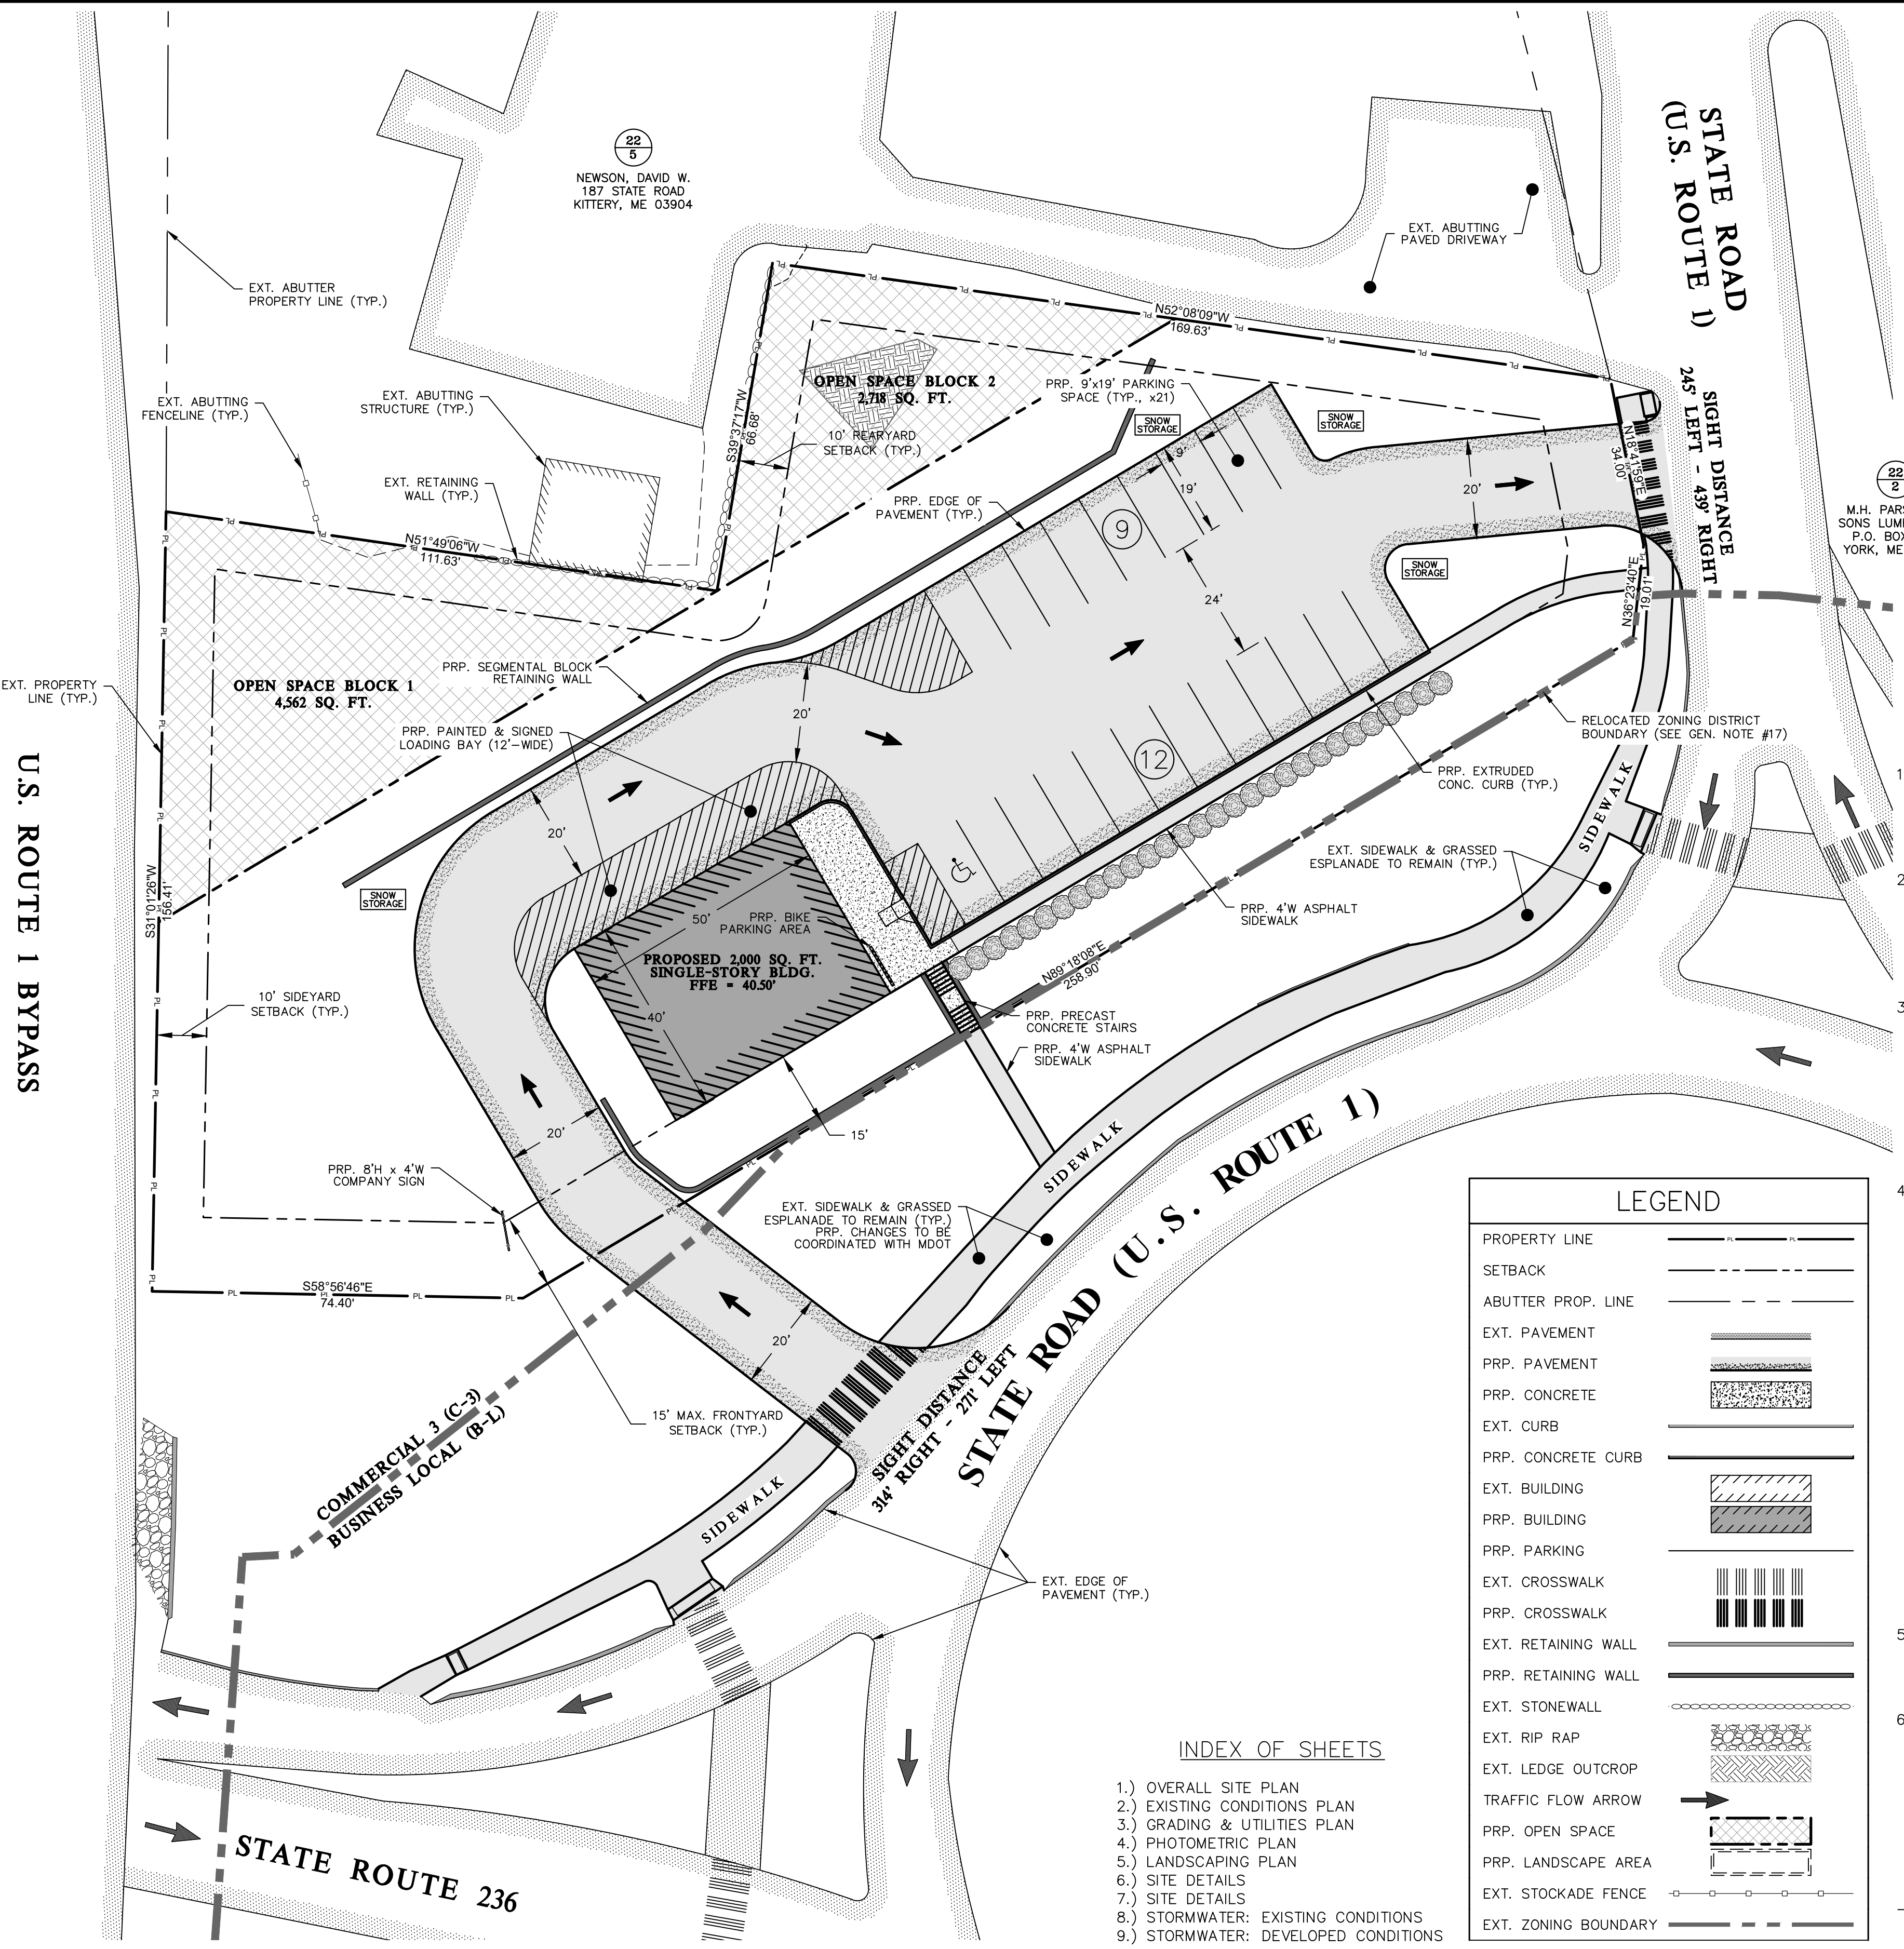 22
5
NEWSON, DAVID W.
187 STATE ROAD
KITTERY, ME 03904
STATE ROAD
(U.S. ROUTE 1)
EXT. ABUTTING
PAVED DRIVEWAY
EXT. ABUTTER
PROPERTY LINE (TYP.)
N52°08'09"W
169.63'
OPEN SPACE BLOCK 2
2,718 SQ. FT.
PRP. 9'x19' PARKING
SPACE (TYP., x21)
SNOW
STORAGE
SNOW
STORAGE
SIGHT DISTANCE
245' LEFT - 439' RIGHT
EXT. ABUTTING
FENCELINE (TYP.)
EXT. ABUTTING
STRUCTURE (TYP.)
S39°37'17"W
66.68'
10' REARYARD
SETBACK (TYP.)
9'
19'
20'
N18°41'59"E
34.00'
22
2
M.H. PARS
SONS LUM
P.O. BOX
YORK, ME
EXT. RETAINING
WALL (TYP.)
PRP. EDGE OF
PAVEMENT (TYP.)
9
N51°49'06"W
111.63'
SNOW
STORAGE
N36°23'40"E
19.01'
24'
OPEN SPACE BLOCK 1
4,562 SQ. FT.
PRP. SEGMENTAL BLOCK
RETAINING WALL
EXT. PROPERTY
LINE (TYP.)
20'
RELOCATED ZONING DISTRICT
BOUNDARY (SEE GEN. NOTE #17)
PRP. PAINTED & SIGNED
LOADING BAY (12'-WIDE)
12
PRP. EXTRUDED
CONC. CURB (TYP.)
U.S. ROUTE 1 BYPASS
20'
SIDEWALK
EXT. SIDEWALK & GRASSED
ESPLANADE TO REMAIN (TYP.)
S31°01'26"W
156.41'
SNOW
STORAGE
50'
PRP. BIKE
PARKING AREA
PRP. 4'W ASPHALT
SIDEWALK
PROPOSED 2,000 SQ. FT.
SINGLE-STORY BLDG.
FFE = 40.50'
N89°18'08"E
258.90'
10' SIDEYARD
SETBACK (TYP.)
40'
PRP. PRECAST
CONCRETE STAIRS
PRP. 4'W ASPHALT
SIDEWALK
20'
15'
SIDEWALK
PRP. 8'H x 4'W
COMPANY SIGN
EXT. SIDEWALK & GRASSED
ESPLANADE TO REMAIN (TYP.)
PRP. CHANGES TO BE
COORDINATED WITH MDOT
STATE ROAD (U.S. ROUTE 1)
S58°56'46"E
74.40'
20'
SIGHT DISTANCE
314' RIGHT - 271' LEFT
15' MAX. FRONTYARD
SETBACK (TYP.)
COMMERCIAL 3 (C-3)
BUSINESS LOCAL (B-L)
SIDEWALK
EXT. EDGE OF
PAVEMENT (TYP.)
STATE ROUTE 236
INDEX OF SHEETS
1.) OVERALL SITE PLAN
2.) EXISTING CONDITIONS PLAN
3.) GRADING & UTILITIES PLAN
4.) PHOTOMETRIC PLAN
5.) LANDSCAPING PLAN
6.) SITE DETAILS
7.) SITE DETAILS
8.) STORMWATER: EXISTING CONDITIONS
9.) STORMWATER: DEVELOPED CONDITIONS
LEGEND
PROPERTY LINE
SETBACK
ABUTTER PROP. LINE
EXT. PAVEMENT
PRP. PAVEMENT
PRP. CONCRETE
EXT. CURB
PRP. CONCRETE CURB
EXT. BUILDING
PRP. BUILDING
PRP. PARKING
EXT. CROSSWALK
PRP. CROSSWALK
EXT. RETAINING WALL
PRP. RETAINING WALL
EXT. STONEWALL
EXT. RIP RAP
EXT. LEDGE OUTCROP
TRAFFIC FLOW ARROW
PRP. OPEN SPACE
PRP. LANDSCAPE AREA
EXT. STOCKADE FENCE
EXT. ZONING BOUNDARY